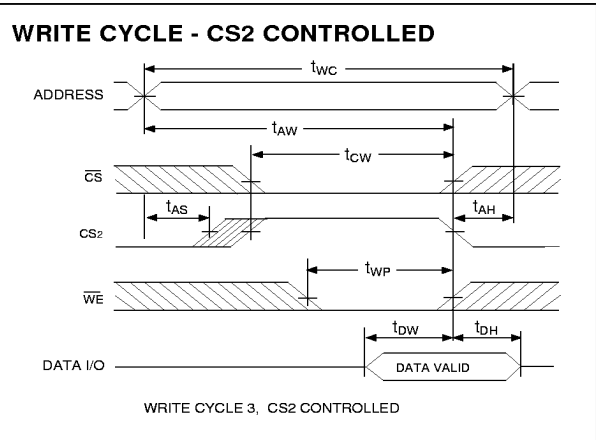 WRITE CYCLE - CS2 CONTROLLED
tWC
ADDRESS
tAW
tCW
CS
tAS
tAH
CS2
tWP
WE
tDW
tDH
DATA I/O
DATA VALID
WRITE CYCLE 3, CS2 CONTROLLED